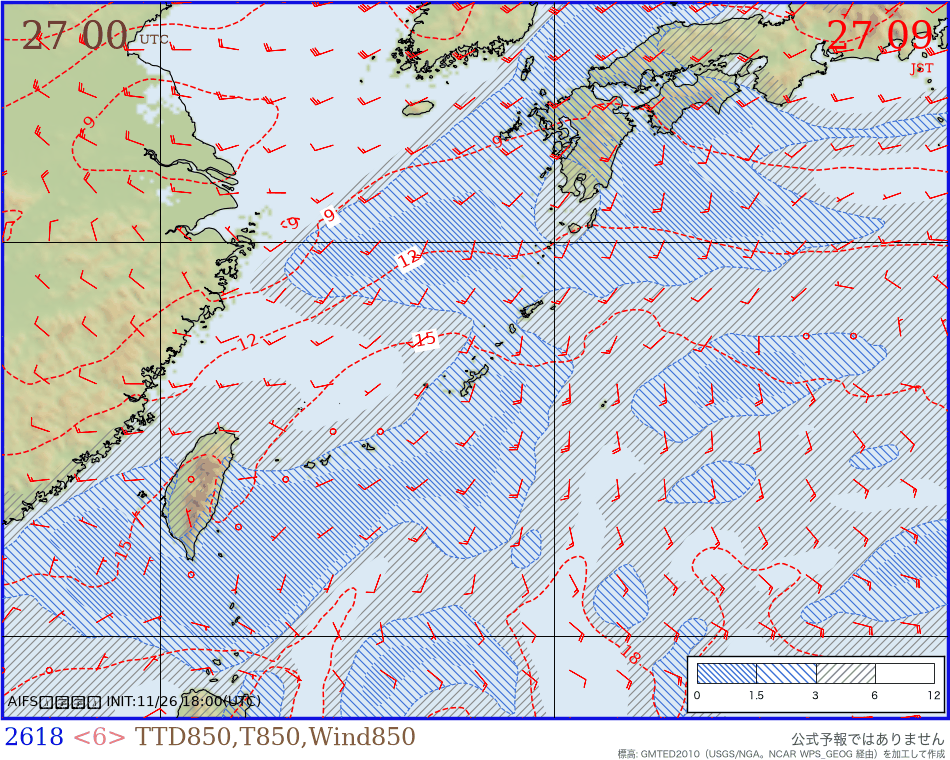 27 00 UTC
27 09
JST
9
9
9
9
12
12
15
15
18
0 1.5 3 6 12
AIFS INIT:11/26 18:00(UTC)
2618 <6> TTD850,T850,Wind850
公式予報ではありません
標高: GMTED2010（USGS/NGA。NCAR WPS_GEOG 経由）を加工して作成